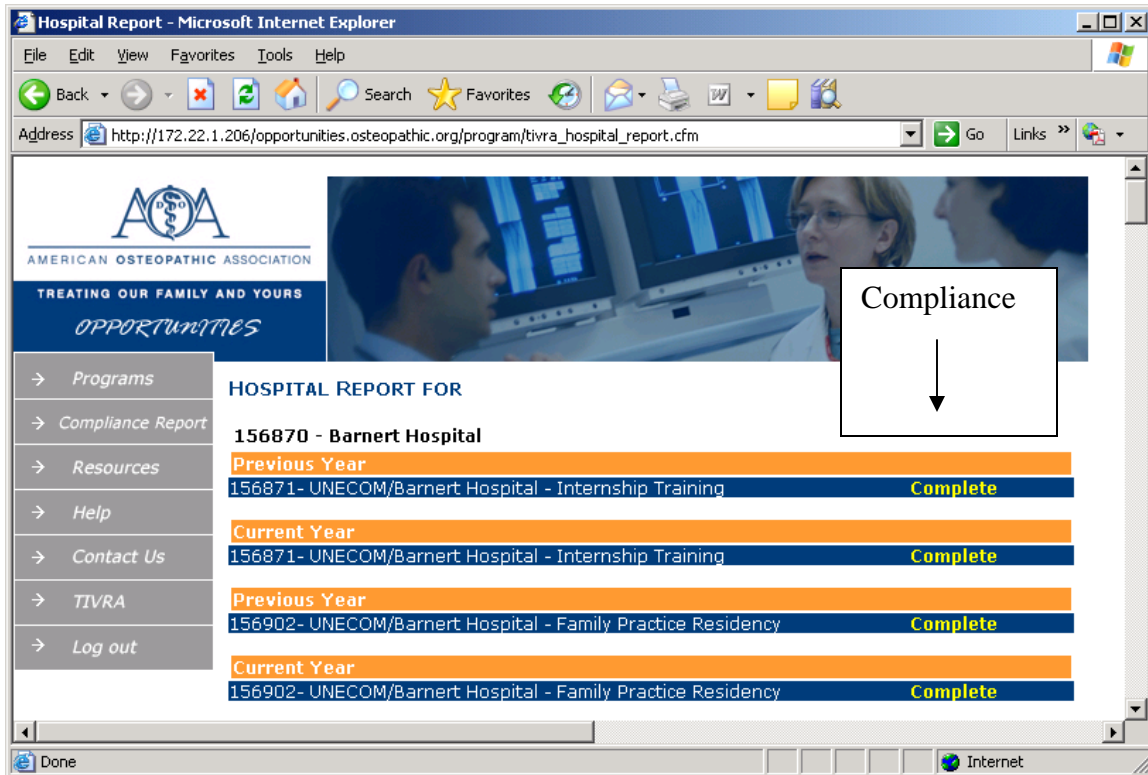 Hospital Report - Microsoft Internet Explorer
File Edit View Favorites Tools Help
Back Search Favorites
Address http://172.22.1.206/opportunities.osteopathic.org/program/tivra_hospital_report.cfm Go Links »
AOA
D O
AMERICAN OSTEOPATHIC ASSOCIATION
TREATING OUR FAMILY AND YOURS
OPPORTUNITIES
Compliance
Programs
Compliance Report
Resources
Help
Contact Us
TIVRA
Log out
HOSPITAL REPORT FOR
156870 - Barnert Hospital
Previous Year
156871- UNECOM/Barnert Hospital - Internship Training Complete
Current Year
156871- UNECOM/Barnert Hospital - Internship Training Complete
Previous Year
156902- UNECOM/Barnert Hospital - Family Practice Residency Complete
Current Year
156902- UNECOM/Barnert Hospital - Family Practice Residency Complete
Done Internet